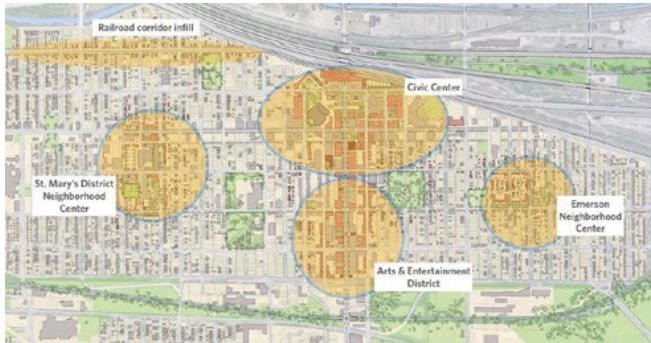 Railroad corridor infill
Civic Center
St. Mary's District
Neighborhood
Center
Emerson
Neighborhood
Center
Arts & Entertainment
District